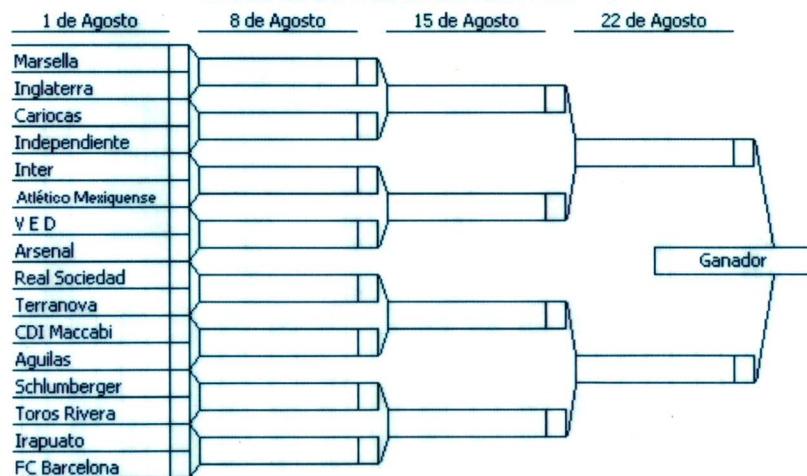 1 de Agosto 8 de Agosto 15 de Agosto 22 de Agosto
Marsella
Inglaterra
Cariocas
Independiente
Inter
Atlético Mexiquense
V E D
Arsenal
Real Sociedad
Ganador
Terranova
CDI Maccabi
Aguilas
Schlumberger
Toros Rivera
Irapuato
FC Barcelona